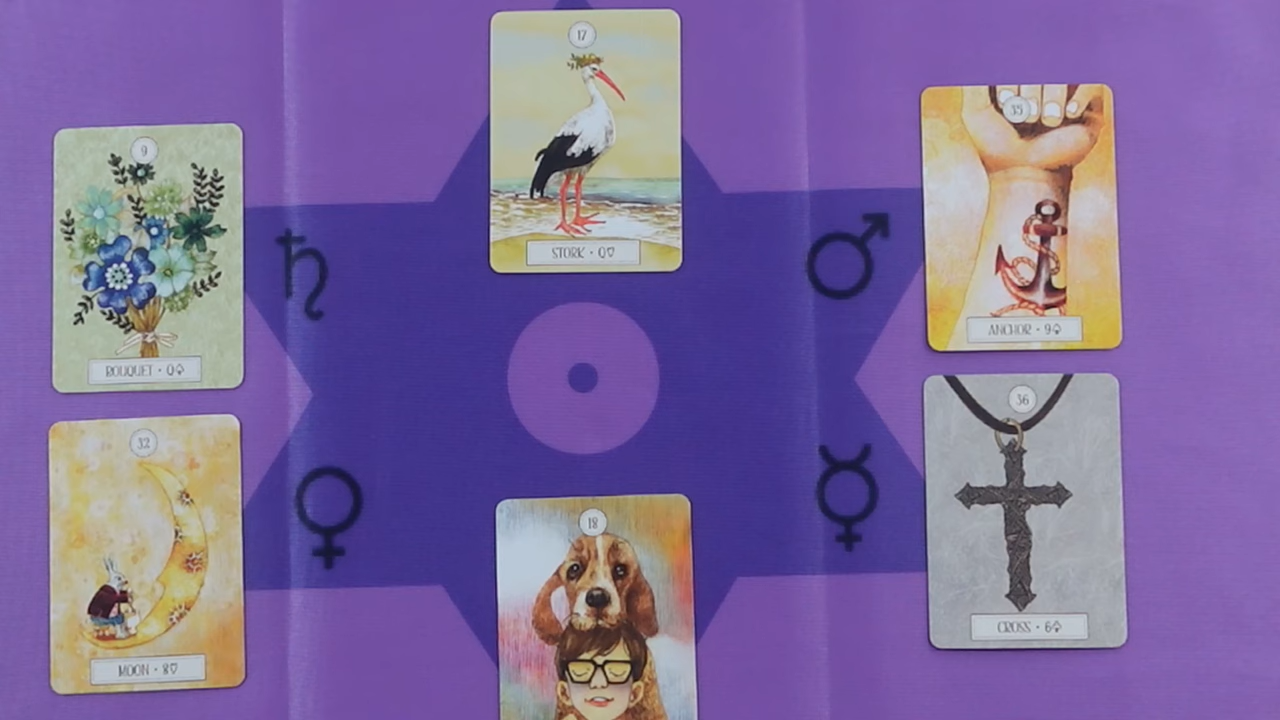 17
STORK • Q♡
9
BOUQUET • Q♤
35
ANCHOR • 9♤
32
MOON • 8♡
36
CROSS • 6♧
18